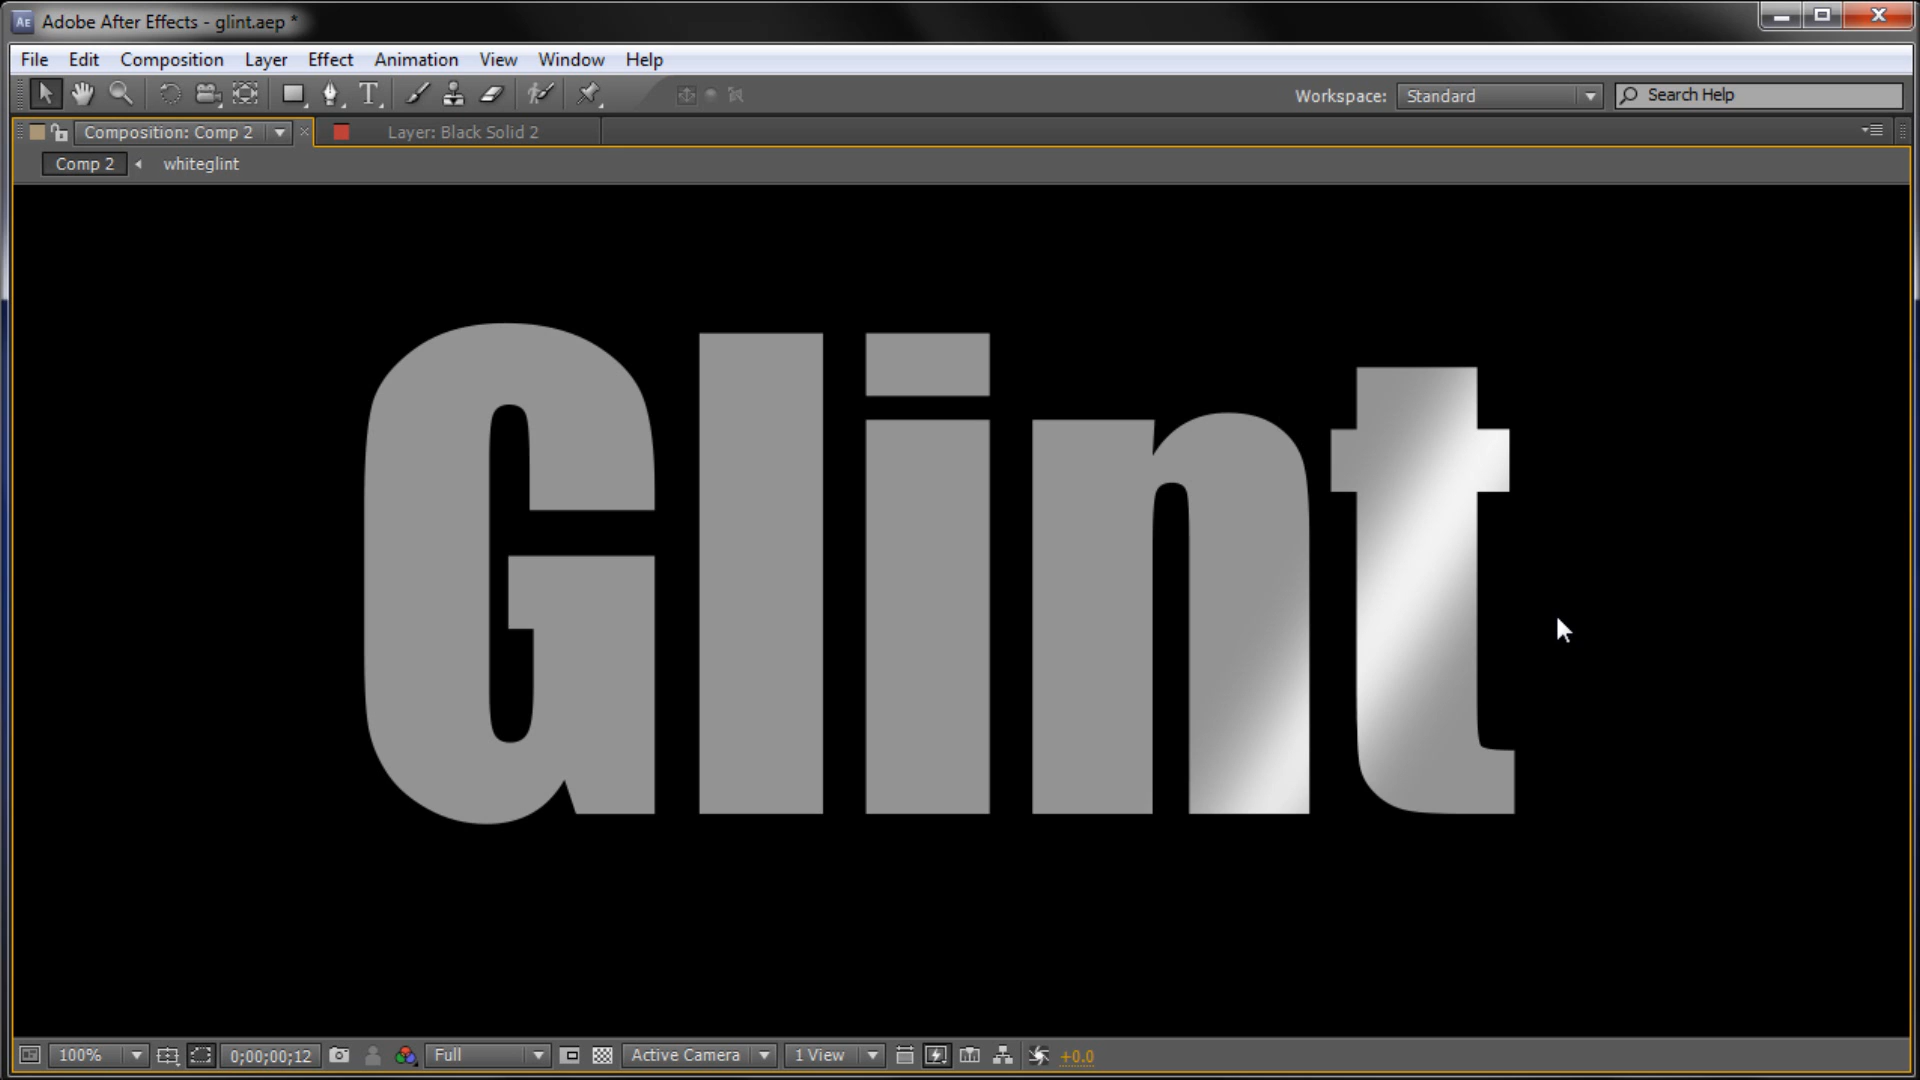 AE Adobe After Effects - glint.aep *
File Edit Composition Layer Effect Animation View Window Help
T Workspace: Standard Search Help
Composition: Comp 2 Layer: Black Solid 2
Comp 2 whiteglint
Glint
100% 0;00;00;12 Full Active Camera 1 View +0.0